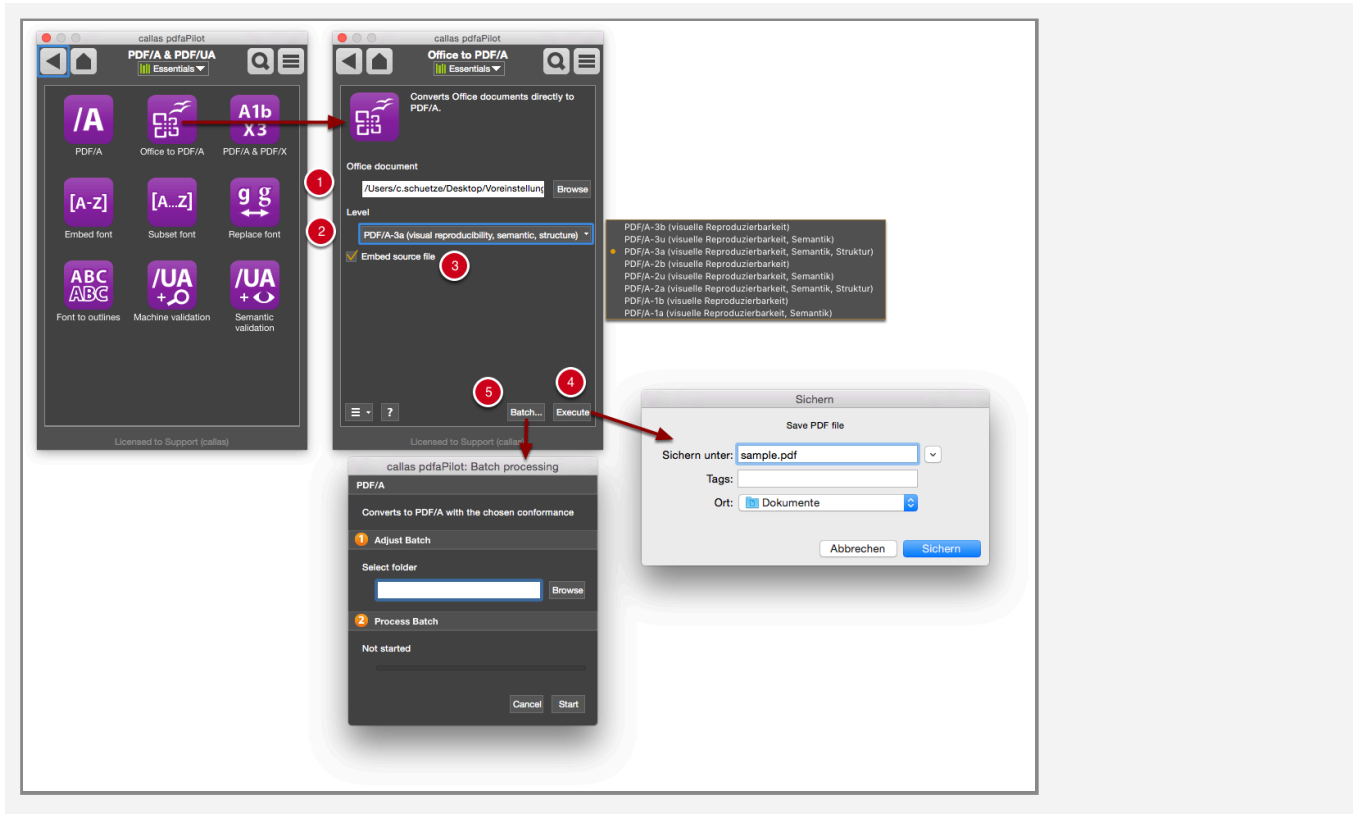 callas pdfaPilot
PDF/A & PDF/UA
Essentials
/A
PDF/A
Office to PDF/A
A1b
X3
PDF/A & PDF/X
[A-Z]
Embed font
[A...Z]
Subset font
g g
Replace font
ABC
ABC
Font to outlines
/UA
+
Machine validation
/UA
+
Semantic
validation
Licensed to Support (callas)
callas pdfaPilot
Office to PDF/A
Essentials
Converts Office documents directly to
PDF/A.
Office document
1
/Users/c.schuetze/Desktop/Voreinstellung
Browse
Level
2
PDF/A-3a (visual reproducibility, semantic, structure)
Embed source file
3
PDF/A-3b (visuelle Reproduzierbarkeit)
PDF/A-3u (visuelle Reproduzierbarkeit, Semantik)
PDF/A-3a (visuelle Reproduzierbarkeit, Semantik, Struktur)
PDF/A-2b (visuelle Reproduzierbarkeit)
PDF/A-2u (visuelle Reproduzierbarkeit, Semantik)
PDF/A-2a (visuelle Reproduzierbarkeit, Semantik, Struktur)
PDF/A-1b (visuelle Reproduzierbarkeit)
PDF/A-1a (visuelle Reproduzierbarkeit, Semantik)
5
4
?
Batch...
Execute
Licensed to Support (callas)
callas pdfaPilot: Batch processing
PDF/A
Converts to PDF/A with the chosen conformance
1 Adjust Batch
Select folder
Browse
2 Process Batch
Not started
Cancel
Start
Sichern
Save PDF file
Sichern unter: sample.pdf
Tags:
Ort: Dokumente
Abbrechen
Sichern